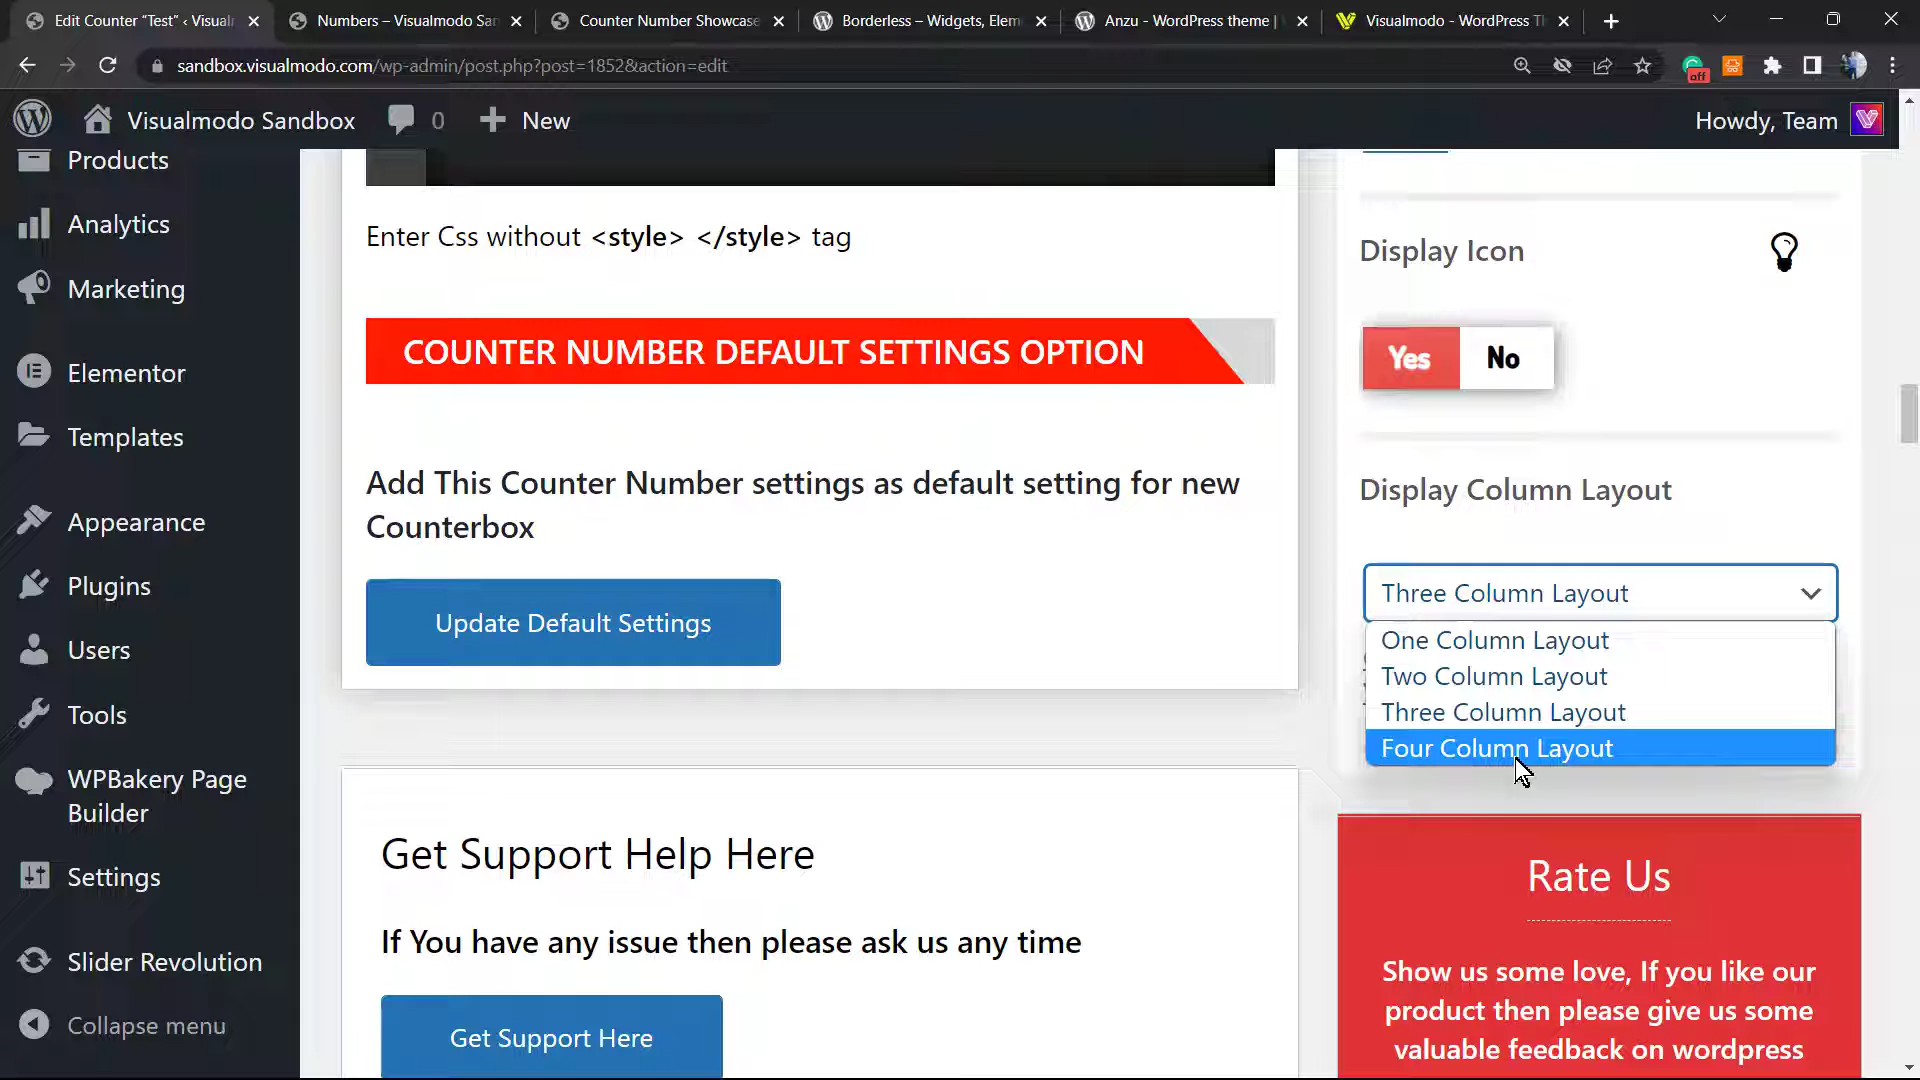 Edit Counter “Test” ‹ Visual
Numbers – Visualmodo San
Counter Number Showcase
Borderless – Widgets, Elem
Anzu - WordPress theme |
Visualmodo - WordPress Th
sandbox.visualmodo.com/wp-admin/post.php?post=1852&action=edit
off
Visualmodo Sandbox
0
New
Howdy, Team
Products
Analytics
Marketing
Elementor
Templates
Appearance
Plugins
Users
Tools
WPBakery Page
Builder
Settings
Slider Revolution
Collapse menu
Enter Css without <style> </style> tag
COUNTER NUMBER DEFAULT SETTINGS OPTION
Add This Counter Number settings as default setting for new
Counterbox
Update Default Settings
Get Support Help Here
If You have any issue then please ask us any time
Get Support Here
Display Icon
Yes
No
Display Column Layout
Three Column Layout
One Column Layout
Two Column Layout
Three Column Layout
Four Column Layout
Rate Us
Show us some love, If you like our
product then please give us some
valuable feedback on wordpress